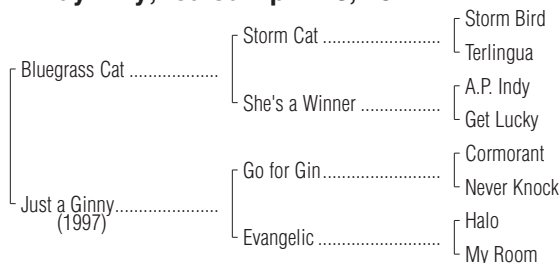 Storm Bird
Storm Cat ........................
Terlingua
Bluegrass Cat ........................
A.P. Indy
She's a Winner .....................
Get Lucky
Cormorant
Go for Gin..............................
Never Knock
Just a Ginny........................
(1997)
Halo
Evangelic ...............................
My Room